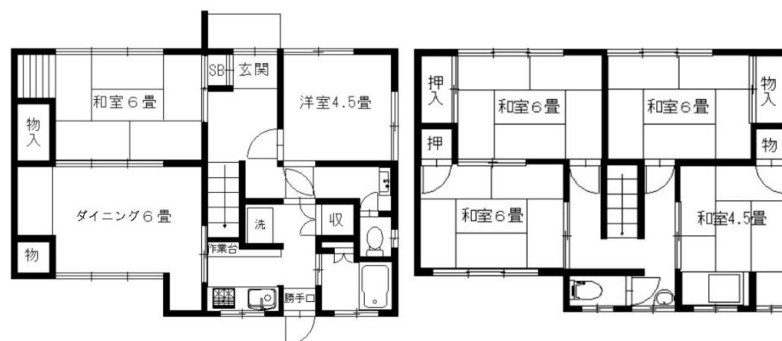 SB
玄関
和室6畳
洋室4.5畳
物入
ダイニング6畳
物
洗
収
作業台
勝手口
押入
和室6畳
和室6畳
物入
押
物
和室6畳
和室4.5畳